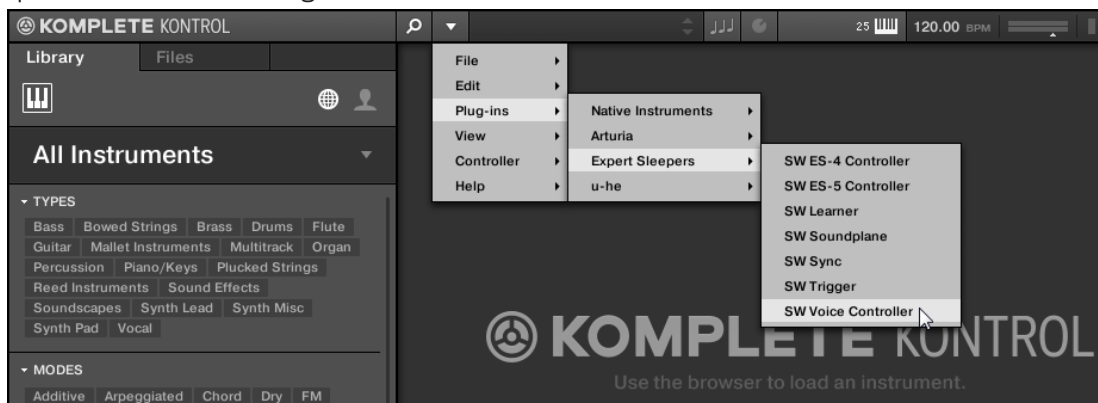 KOMPLETE KONTROL
25
120.00 BPM
Library
Files
All Instruments
TYPES
Bass Bowed Strings Brass Drums Flute
Guitar Mallet Instruments Multitrack Organ
Percussion Piano/Keys Plucked Strings
Reed Instruments Sound Effects
Soundscapes Synth Lead Synth Misc
Synth Pad Vocal
MODES
Additive Arpeggiated Chord Dry FM
File
Edit
Plug-ins
View
Controller
Help
Native Instruments
Arturia
Expert Sleepers
u-he
SW ES-4 Controller
SW ES-5 Controller
SW Learner
SW Soundplane
SW Sync
SW Trigger
SW Voice Controller
KOMPLETE KONTROL
Use the browser to load an instrument.